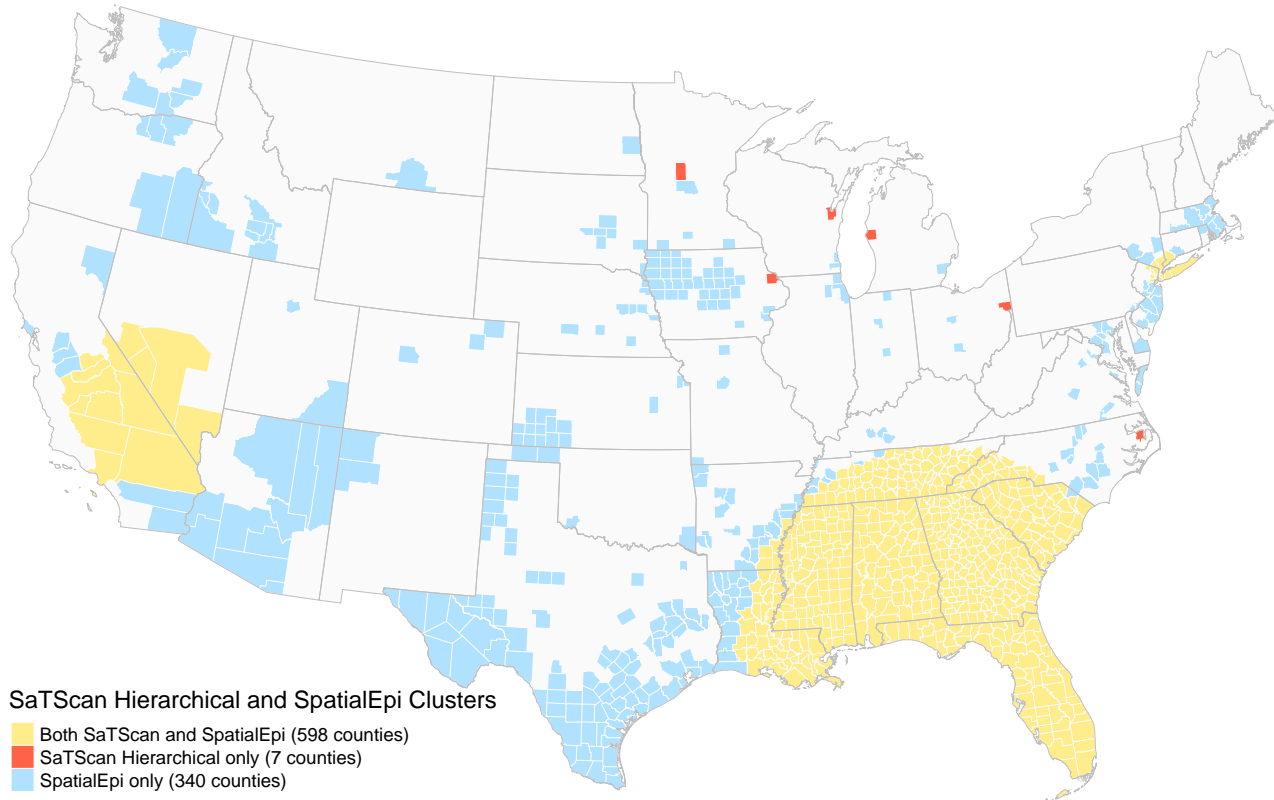 SaTScan Hierarchical and SpatialEpi Clusters
Both SaTScan and SpatialEpi (598 counties)
SaTScan Hierarchical only (7 counties)
SpatialEpi only (340 counties)